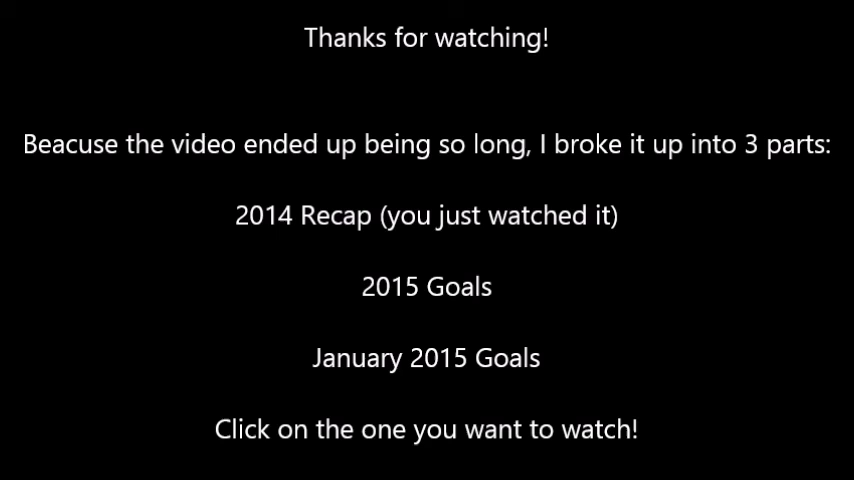 Thanks for watching!
Beacuse the video ended up being so long, I broke it up into 3 parts:
2014 Recap (you just watched it)
2015 Goals
January 2015 Goals
Click on the one you want to watch!